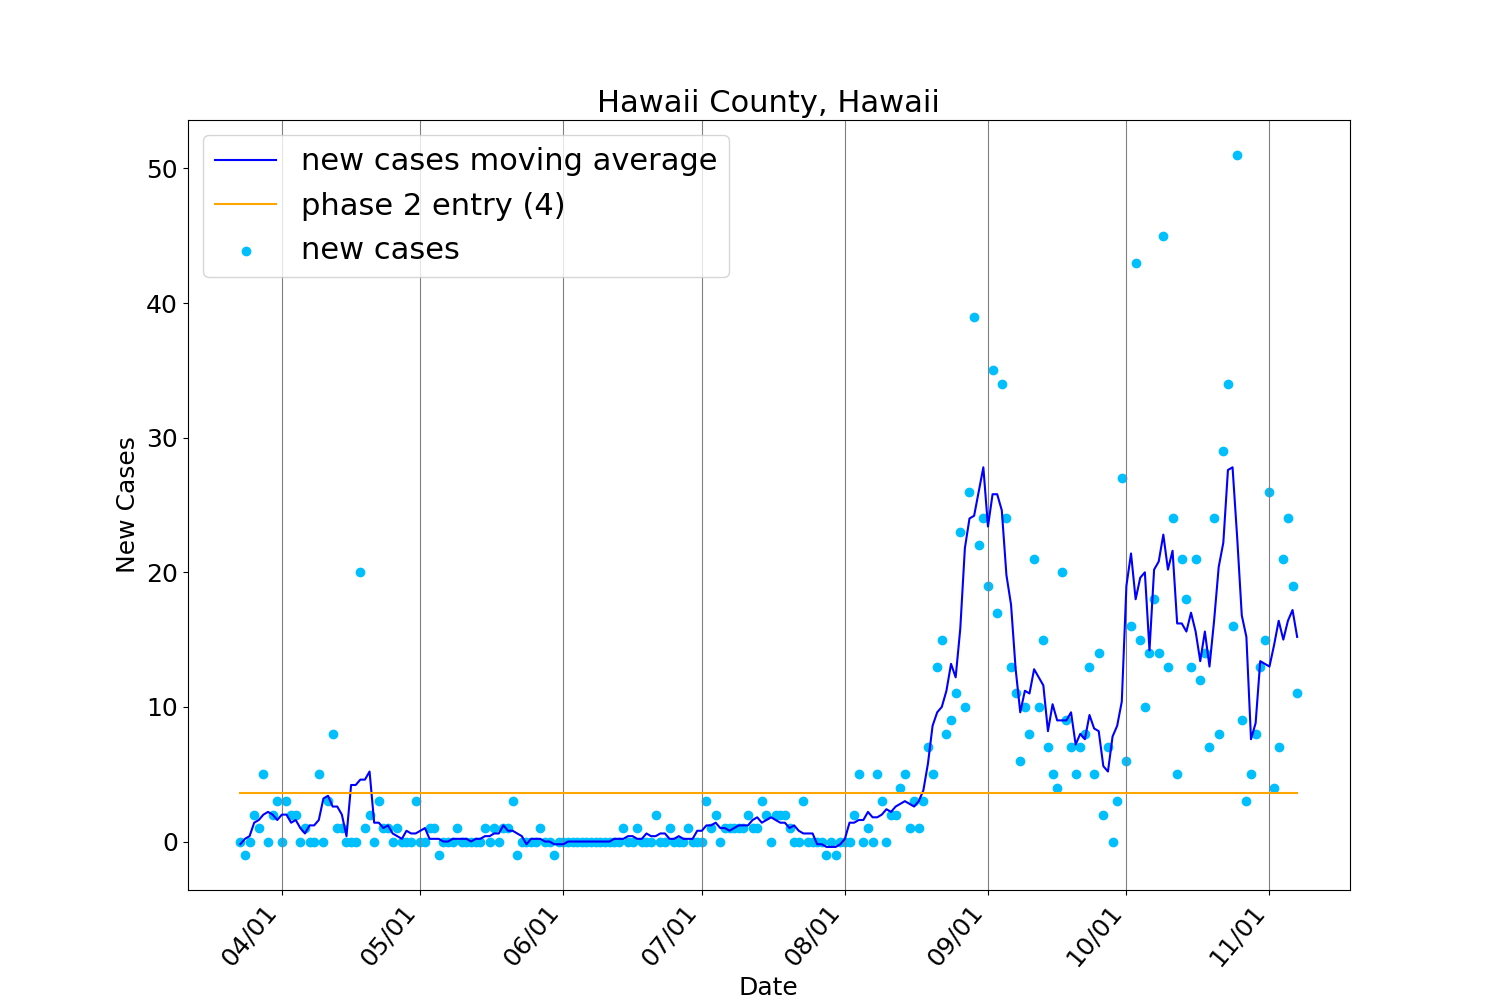 Hawaii County, Hawaii
new cases moving average
phase 2 entry (4)
new cases
50
40
30
20
10
0
New Cases
04/01
05/01
06/01
07/01
08/01
09/01
10/01
11/01
Date